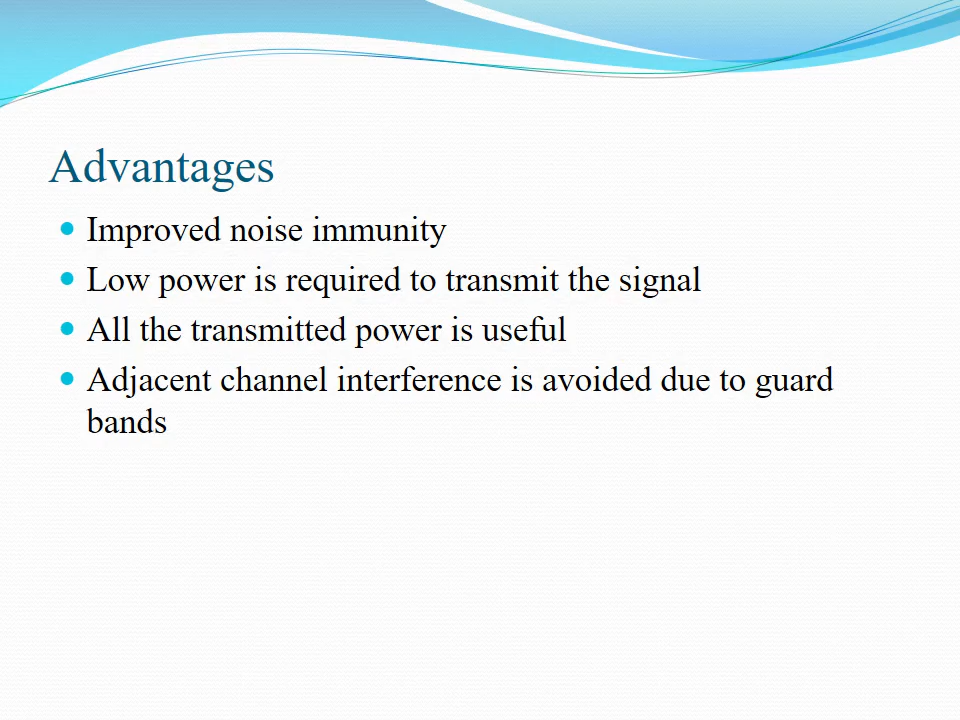 Advantages
Improved noise immunity
Low power is required to transmit the signal
All the transmitted power is useful
Adjacent channel interference is avoided due to guard
bands